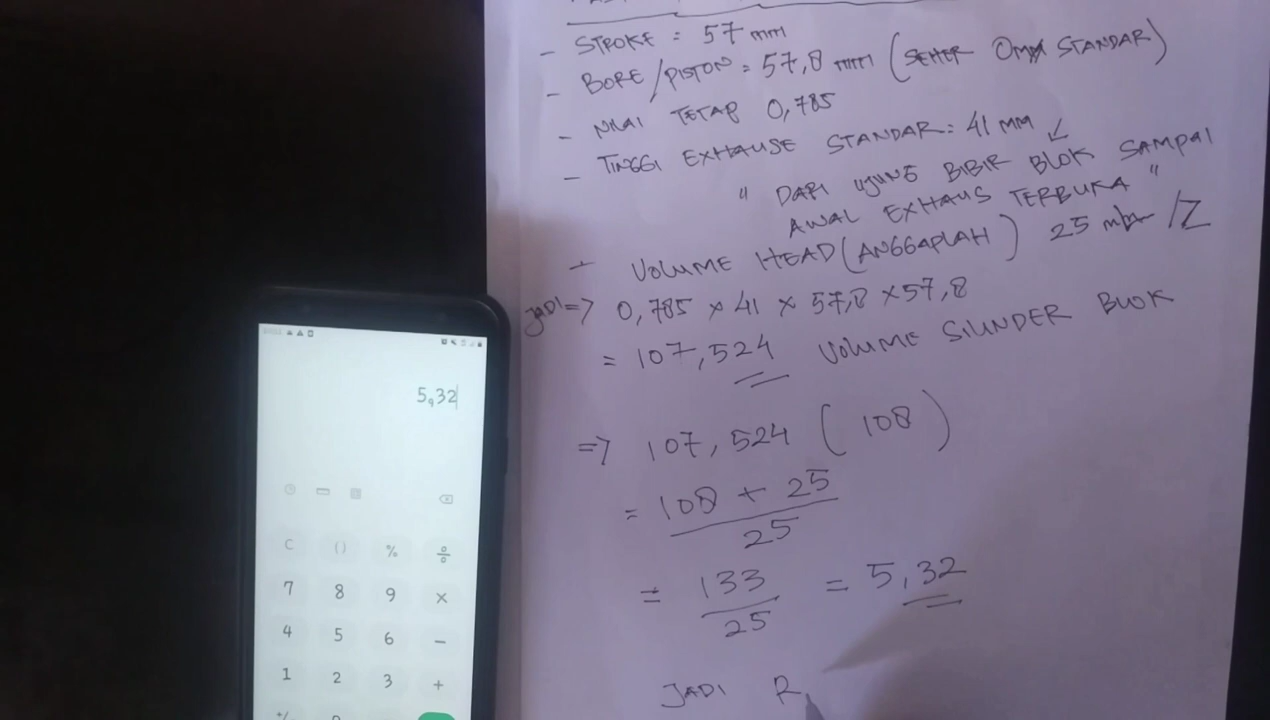 - STROKE = 57 mm
- BORE/PISTON = 57,8 mm (SEHER OMM STANDAR)
- NILAI TETAP 0,785
- TINGGI EXHAUSE STANDAR = 41 MM
" DARI UJUNG BIBIR BLOK SAMPAI
AWAL EXHAUS TERBUKA "
- VOLUME HEAD (ANGGAPLAH) 25
JADI => 0,785 x 41 x 57,8 x 57,8
= 107,524 VOLUME SILINDER BLOK
=> 107,524 (108)
= 108 + 25
25
= 133 = 5,32
25
JADI R
5,32
C () % ÷
7 8 9 ×
4 5 6 −
1 2 3 +